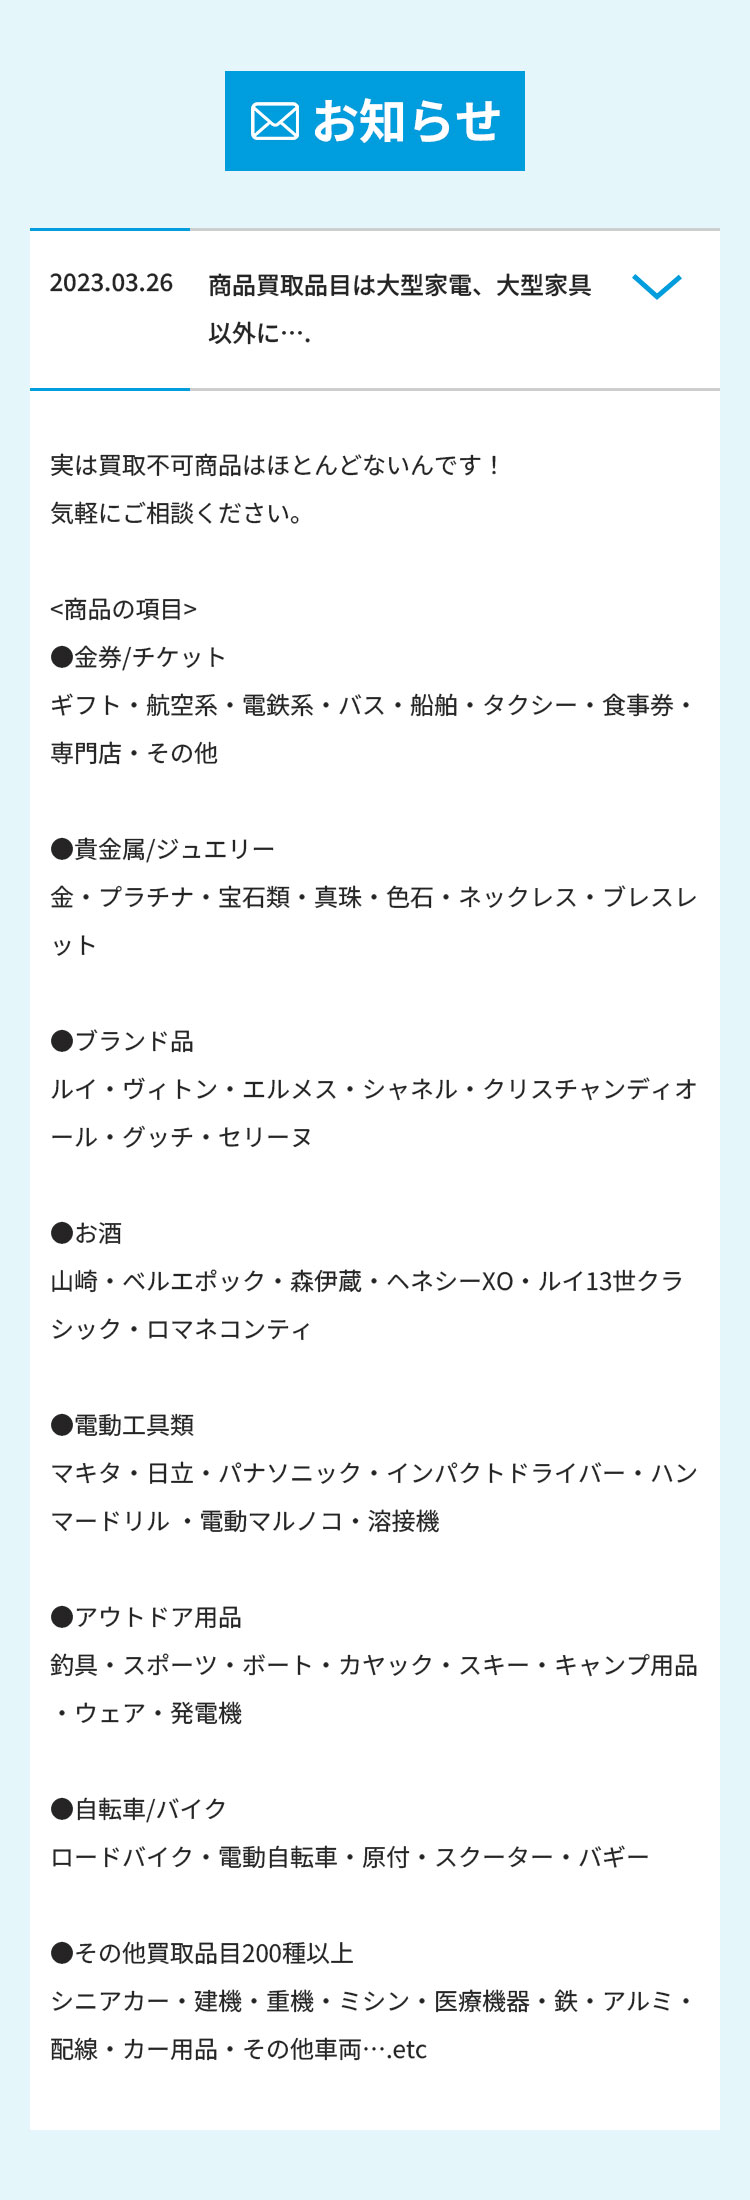 お知らせ
2023.03.26
商品買取品目は大型家電、大型家具
以外に….
実は買取不可商品はほとんどないんです！
気軽にご相談ください。
<商品の項目>
●金券/チケット
ギフト・航空系・電鉄系・バス・船舶・タクシー・食事券・
専門店・その他
●貴金属/ジュエリー
金・プラチナ・宝石類・真珠・色石・ネックレス・ブレスレ
ット
●ブランド品
ルイ・ヴィトン・エルメス・シャネル・クリスチャンディオ
ール・グッチ・セリーヌ
●お酒
山崎・ベルエポック・森伊蔵・ヘネシーXO・ルイ13世クラ
シック・ロマネコンティ
●電動工具類
マキタ・日立・パナソニック・インパクトドライバー・ハン
マードリル ・電動マルノコ・溶接機
●アウトドア用品
釣具・スポーツ・ボート・カヤック・スキー・キャンプ用品
・ウェア・発電機
●自転車/バイク
ロードバイク・電動自転車・原付・スクーター・バギー
●その他買取品目200種以上
シニアカー・建機・重機・ミシン・医療機器・鉄・アルミ・
配線・カー用品・その他車両….etc